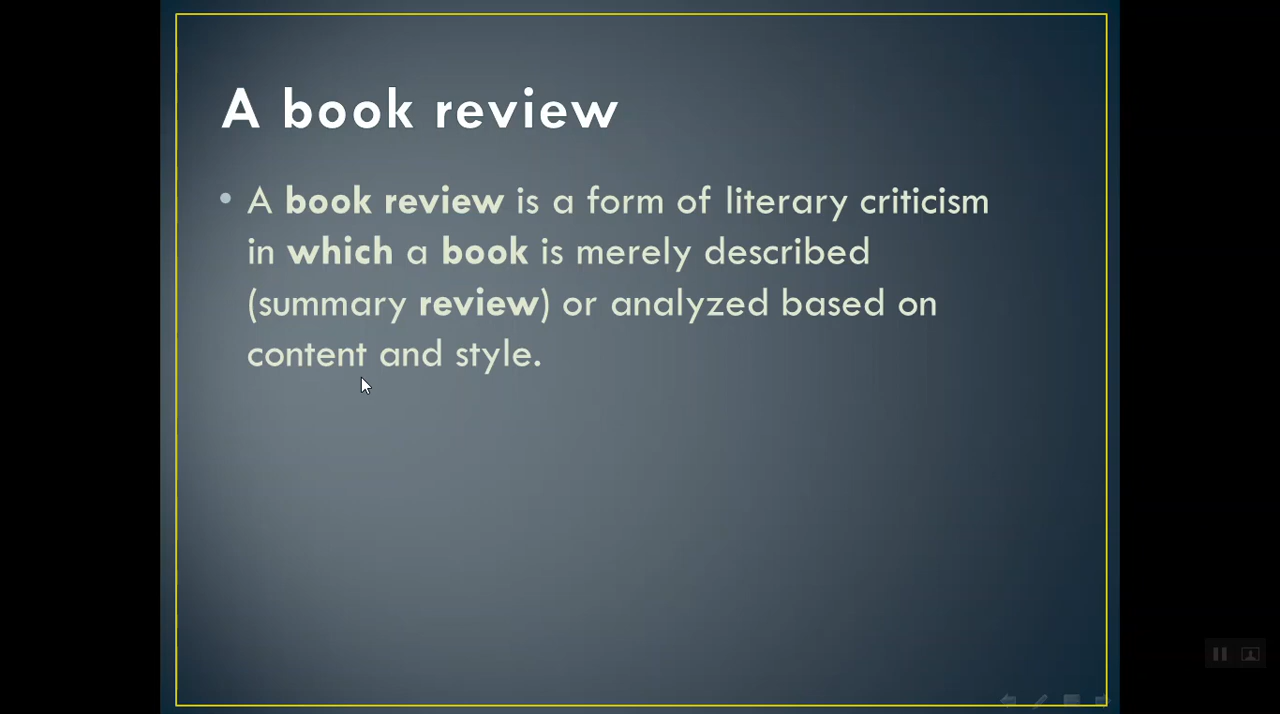 A book review
• A book review is a form of literary criticism
in which a book is merely described
(summary review) or analyzed based on
content and style.